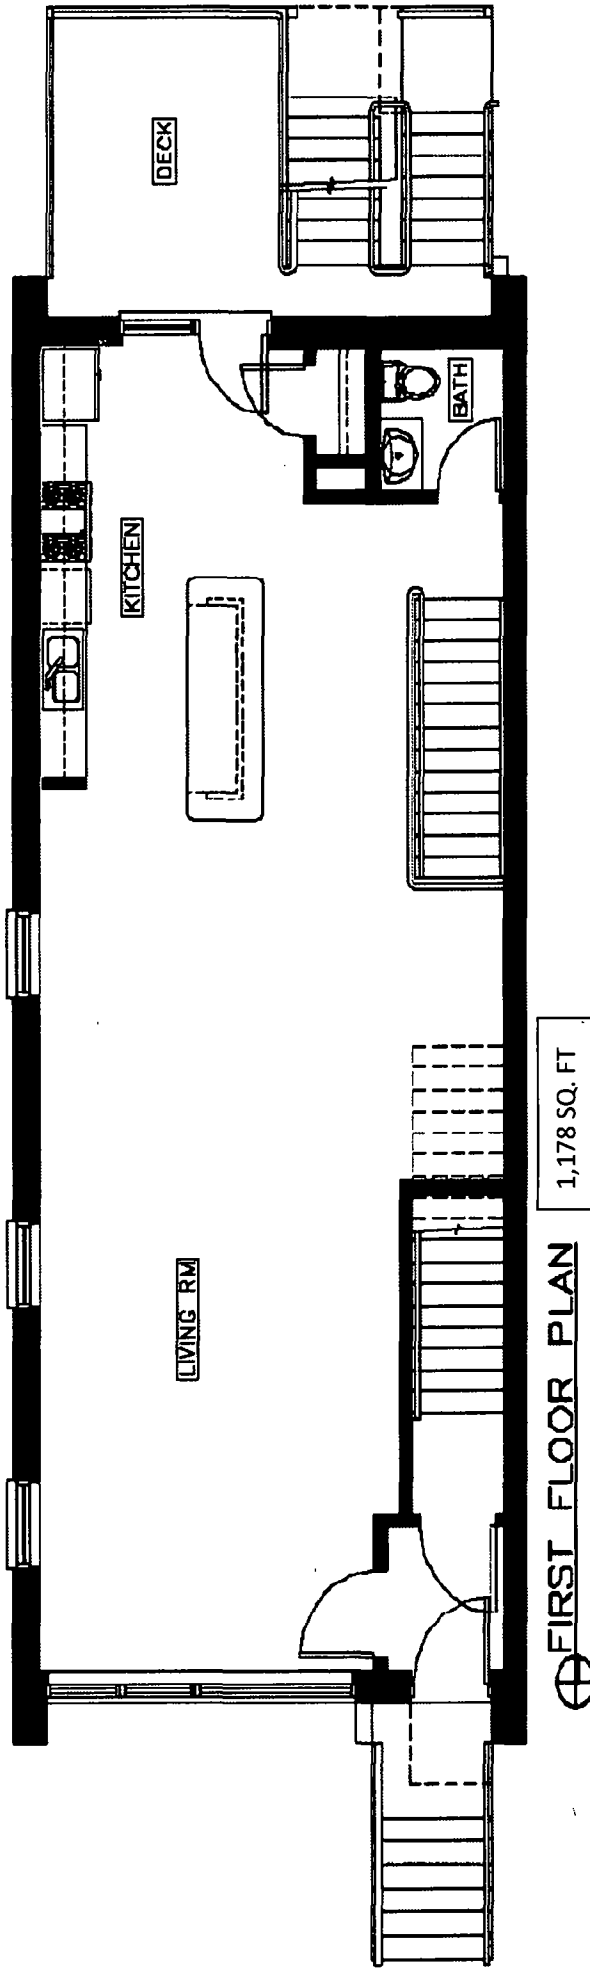 DECK
BATH
KITCHEN
LIVING RM
1,178 SQ. FT
FIRST FLOOR PLAN